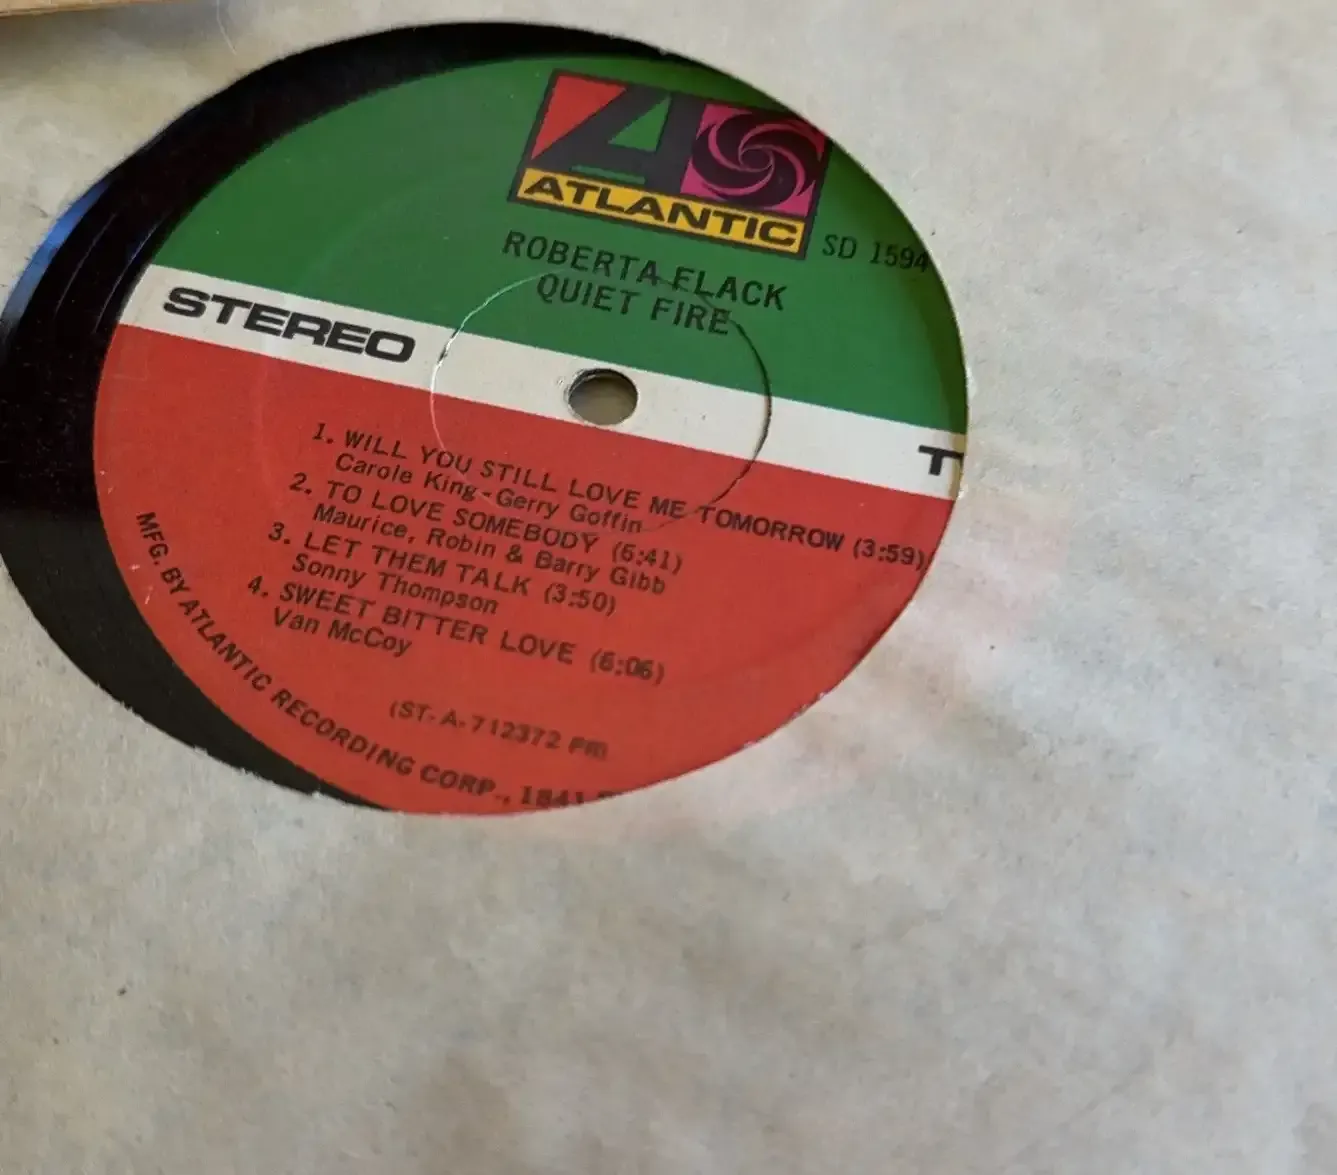 ATLANTIC
SD 1594
ROBERTA FLACK
QUIET FIRE
STEREO
1. WILL YOU STILL LOVE ME TOMORROW (3:59)
Carole King-Gerry Goffin
2. TO LOVE SOMEBODY (6:41)
Maurice, Robin & Barry Gibb
3. LET THEM TALK (3:50)
Sonny Thompson
4. SWEET BITTER LOVE (6:06)
Van McCoy
(ST-A-712372 PR)
MFG. BY ATLANTIC RECORDING CORP., 1841